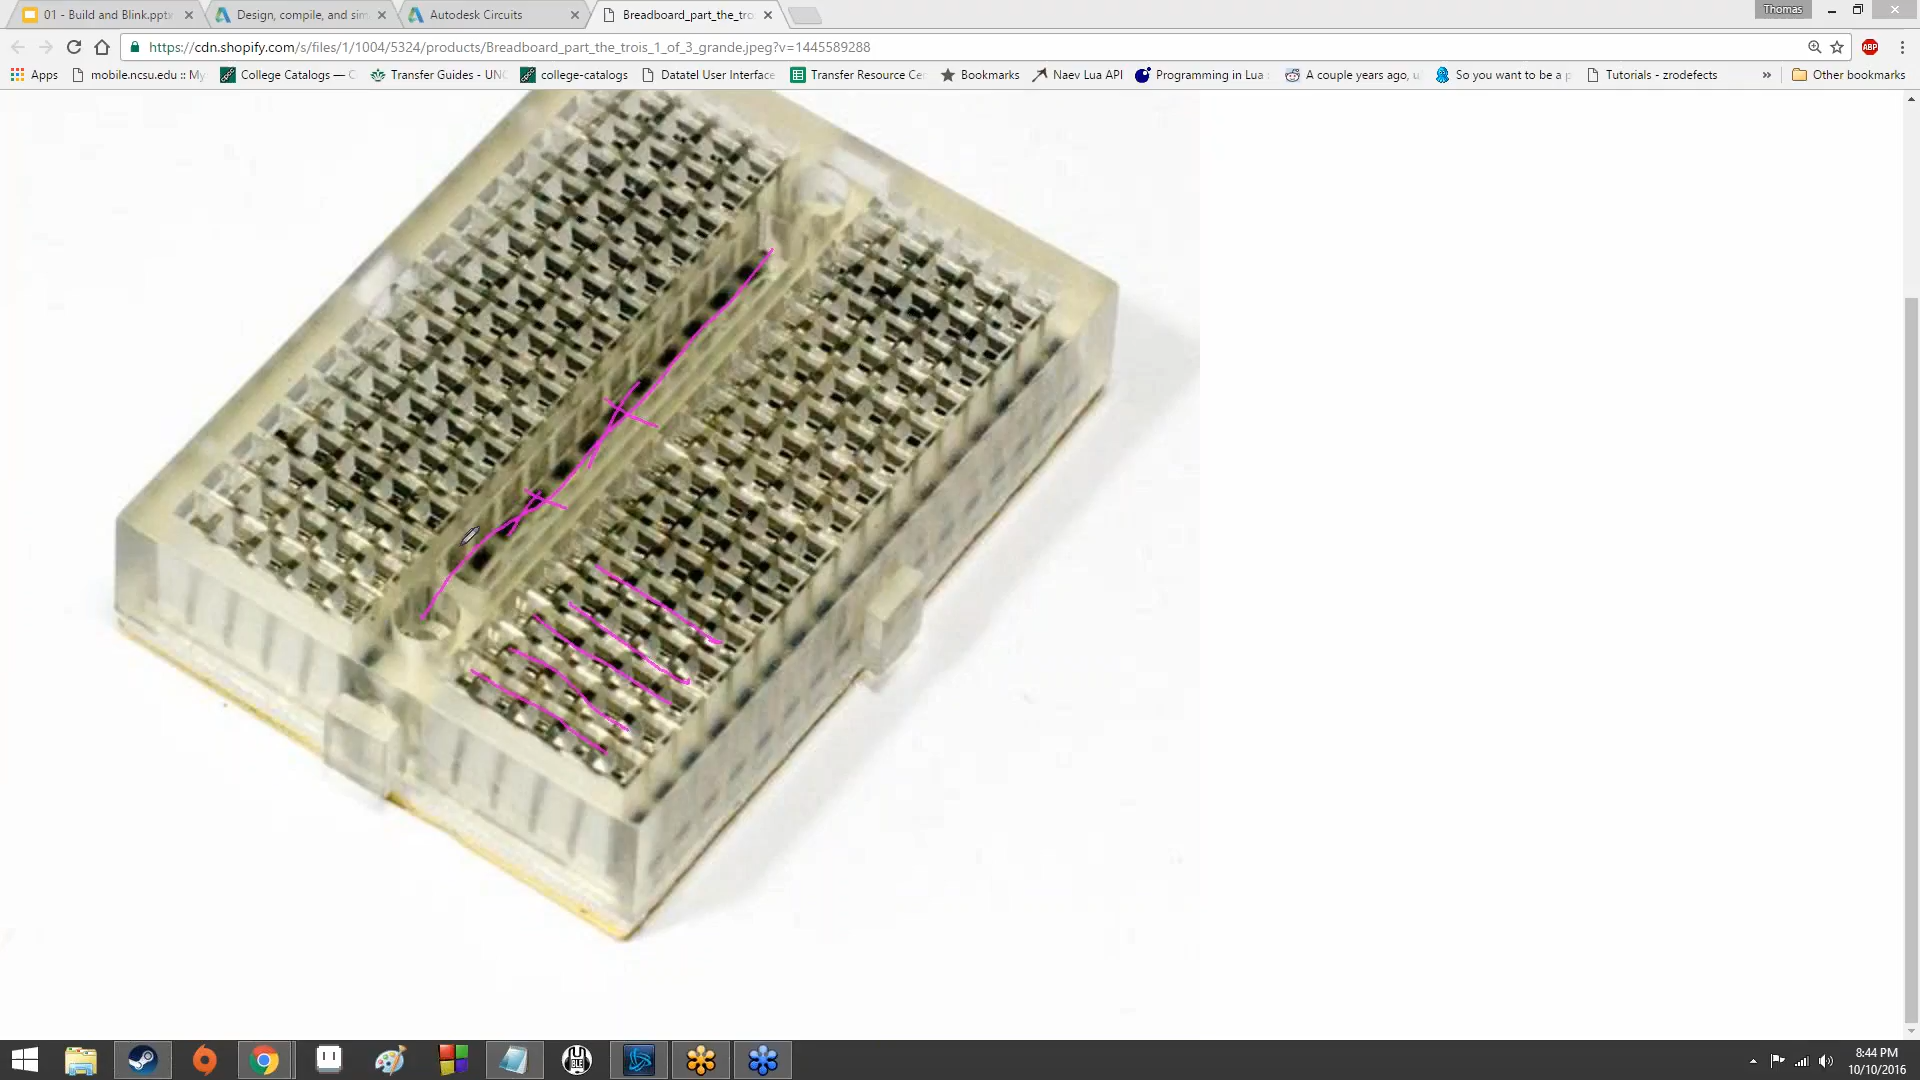 01 - Build and Blink.pptx
Design, compile, and sim
Autodesk Circuits
Breadboard_part_the_tro
Thomas
https://cdn.shopify.com/s/files/1/1004/5324/products/Breadboard_part_the_trois_1_of_3_grande.jpeg?v=1445589288
ABP
Apps
mobile.ncsu.edu :: My
College Catalogs — C
Transfer Guides - UNC
college-catalogs
Datatel User Interface
Transfer Resource Ce
Bookmarks
Naev Lua API
Programming in Lua :
A couple years ago, u
So you want to be a p
Tutorials - zrodefects
»
Other bookmarks
8:44 PM
10/10/2016